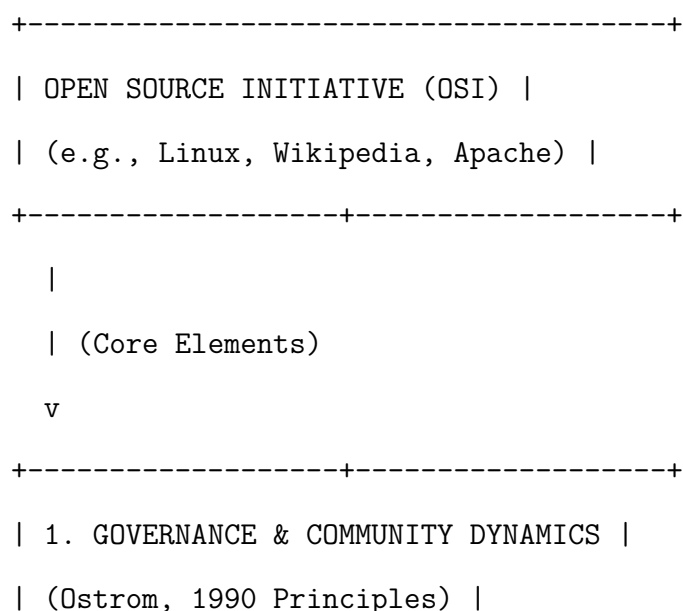 +---------------------------------------+
| OPEN SOURCE INITIATIVE (OSI) |
| (e.g., Linux, Wikipedia, Apache) |
+-------------------+-------------------+
|
| (Core Elements)
v
+-------------------+-------------------+
| 1. GOVERNANCE & COMMUNITY DYNAMICS |
| (Ostrom, 1990 Principles) |